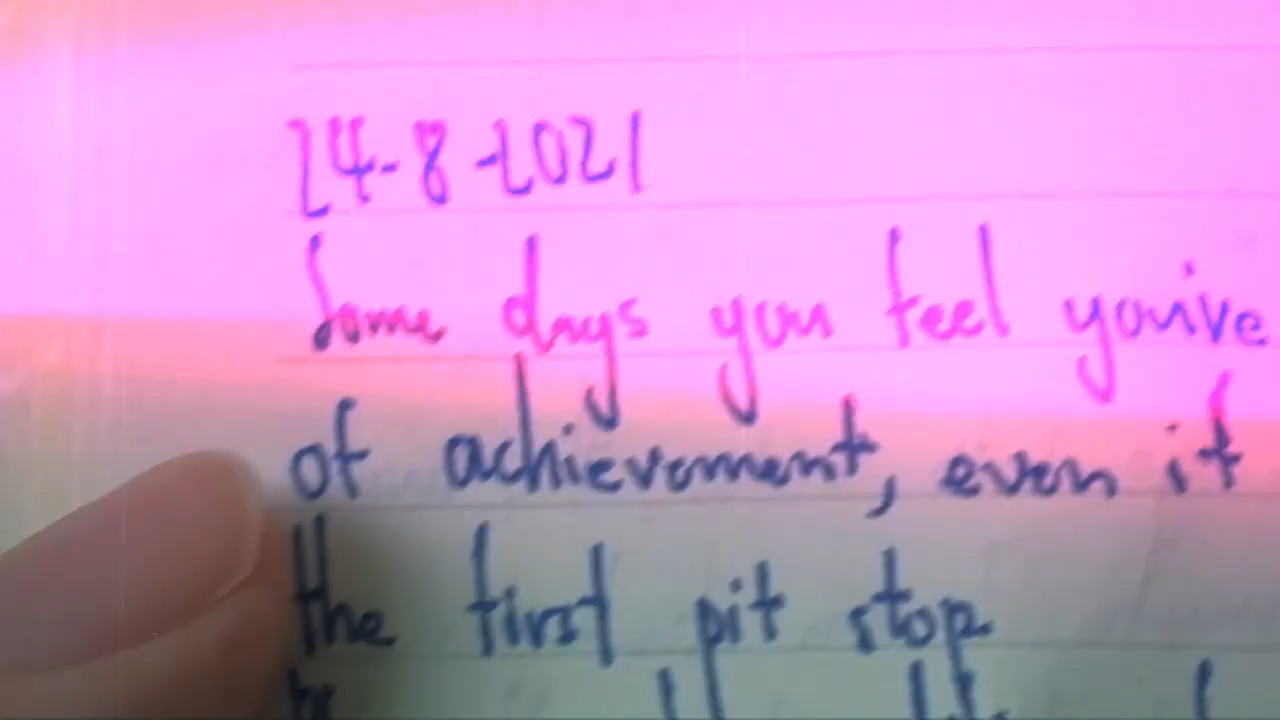 24-8-2021
Some days you feel you've
of achievement, even if
the first pit stop